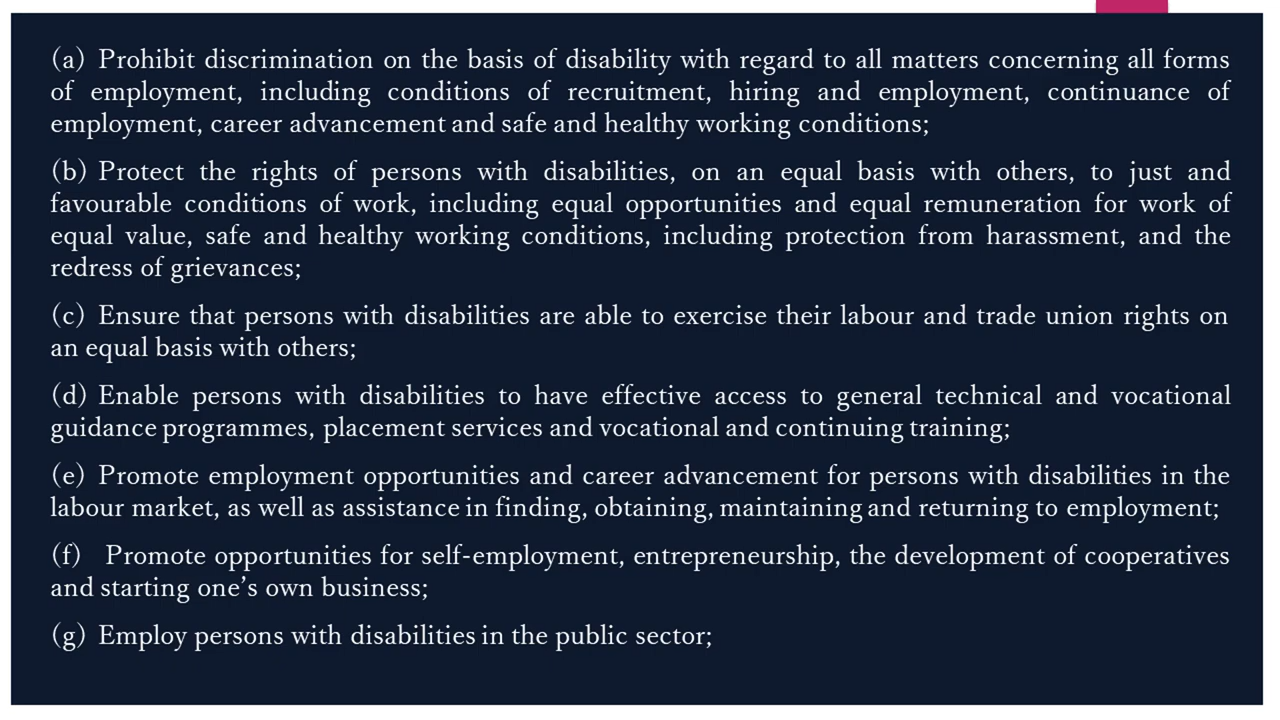 (a) Prohibit discrimination on the basis of disability with regard to all matters concerning all forms
of employment, including conditions of recruitment, hiring and employment, continuance of
employment, career advancement and safe and healthy working conditions;
(b) Protect the rights of persons with disabilities, on an equal basis with others, to just and
favourable conditions of work, including equal opportunities and equal remuneration for work of
equal value, safe and healthy working conditions, including protection from harassment, and the
redress of grievances;
(c) Ensure that persons with disabilities are able to exercise their labour and trade union rights on
an equal basis with others;
(d) Enable persons with disabilities to have effective access to general technical and vocational
guidance programmes, placement services and vocational and continuing training;
(e) Promote employment opportunities and career advancement for persons with disabilities in the
labour market, as well as assistance in finding, obtaining, maintaining and returning to employment;
(f) Promote opportunities for self-employment, entrepreneurship, the development of cooperatives
and starting one’s own business;
(g) Employ persons with disabilities in the public sector;